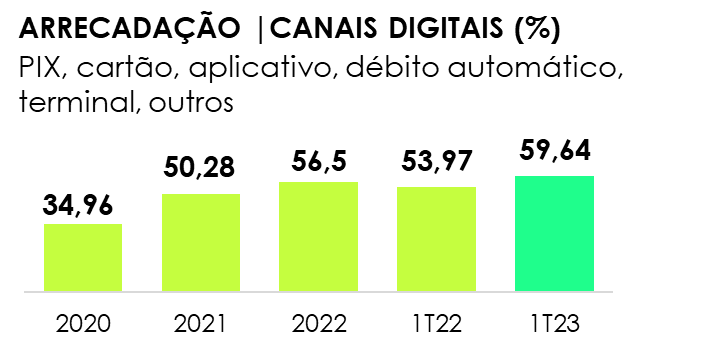 ARRECADAÇÃO |CANAIS DIGITAIS (%)
PIX, cartão, aplicativo, débito automático,
terminal, outros
34,96
50,28
56,5
53,97
59,64
2020
2021
2022
1T22
1T23